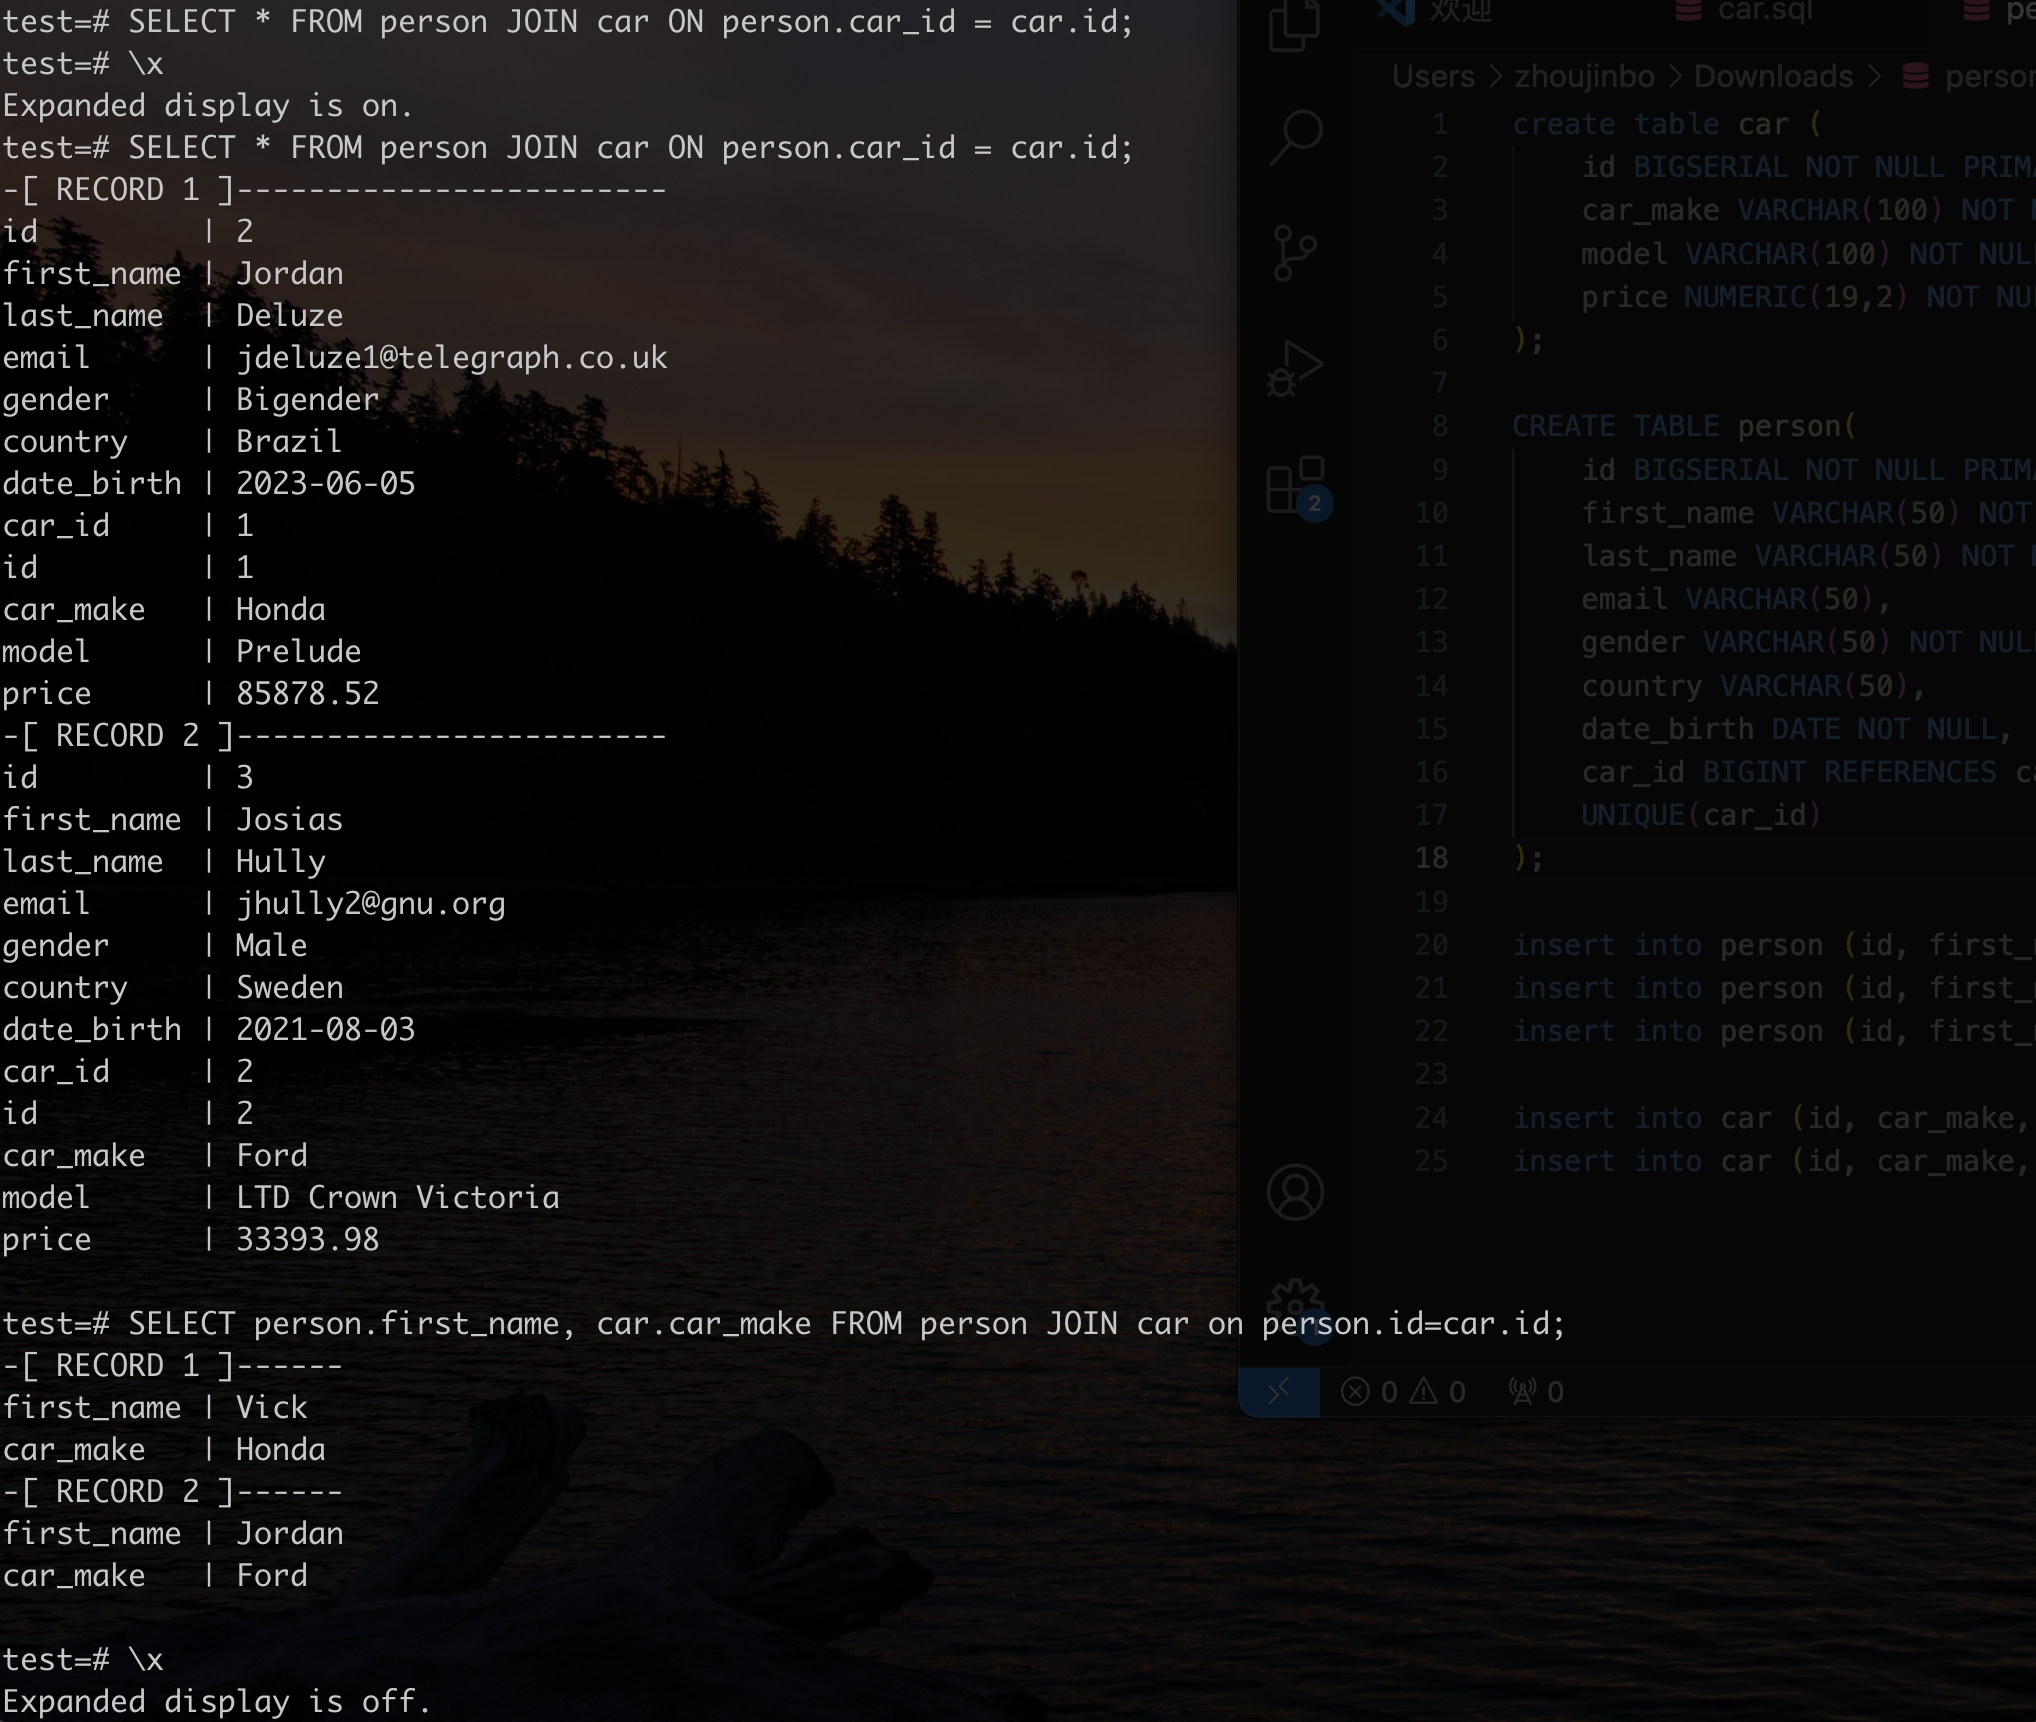 test=# SELECT * FROM person JOIN car ON person.car_id = car.id;
test=# \x
Expanded display is on.
test=# SELECT * FROM person JOIN car ON person.car_id = car.id;
-[ RECORD 1 ]------------------------
id         | 2
first_name | Jordan
last_name  | Deluze
email      | jdeluze1@telegraph.co.uk
gender     | Bigender
country    | Brazil
date_birth | 2023-06-05
car_id     | 1
id         | 1
car_make   | Honda
model      | Prelude
price      | 85878.52
-[ RECORD 2 ]------------------------
id         | 3
first_name | Josias
last_name  | Hully
email      | jhully2@gnu.org
gender     | Male
country    | Sweden
date_birth | 2021-08-03
car_id     | 2
id         | 2
car_make   | Ford
model      | LTD Crown Victoria
price      | 33393.98
test=# SELECT person.first_name, car.car_make FROM person JOIN car on person.id=car.id;
-[ RECORD 1 ]------
first_name | Vick
car_make   | Honda
-[ RECORD 2 ]------
first_name | Jordan
car_make   | Ford
test=# \x
Expanded display is off.
欢迎 car.sql
Users > zhoujinbo > Downloads > person
1 create table car (
2 id BIGSERIAL NOT NULL
3 car_make VARCHAR(100) NOT
4 model VARCHAR(100) NOT
5 price NUMERIC(19,2) NOT
6 );
7
8 CREATE TABLE person(
9 id BIGSERIAL NOT NULL
10 first_name VARCHAR(50) NOT
11 last_name VARCHAR(50) NOT
12 email VARCHAR(50),
13 gender VARCHAR(50) NOT
14 country VARCHAR(50),
15 date_birth DATE NOT NULL,
16 car_id BIGINT REFERENCES
17 UNIQUE(car_id)
18 );
19
20 insert into person (id, first_
21 insert into person (id, first_
22 insert into person (id, first_
23
24 insert into car (id, car_make,
25 insert into car (id, car_make,
2
0 0 0